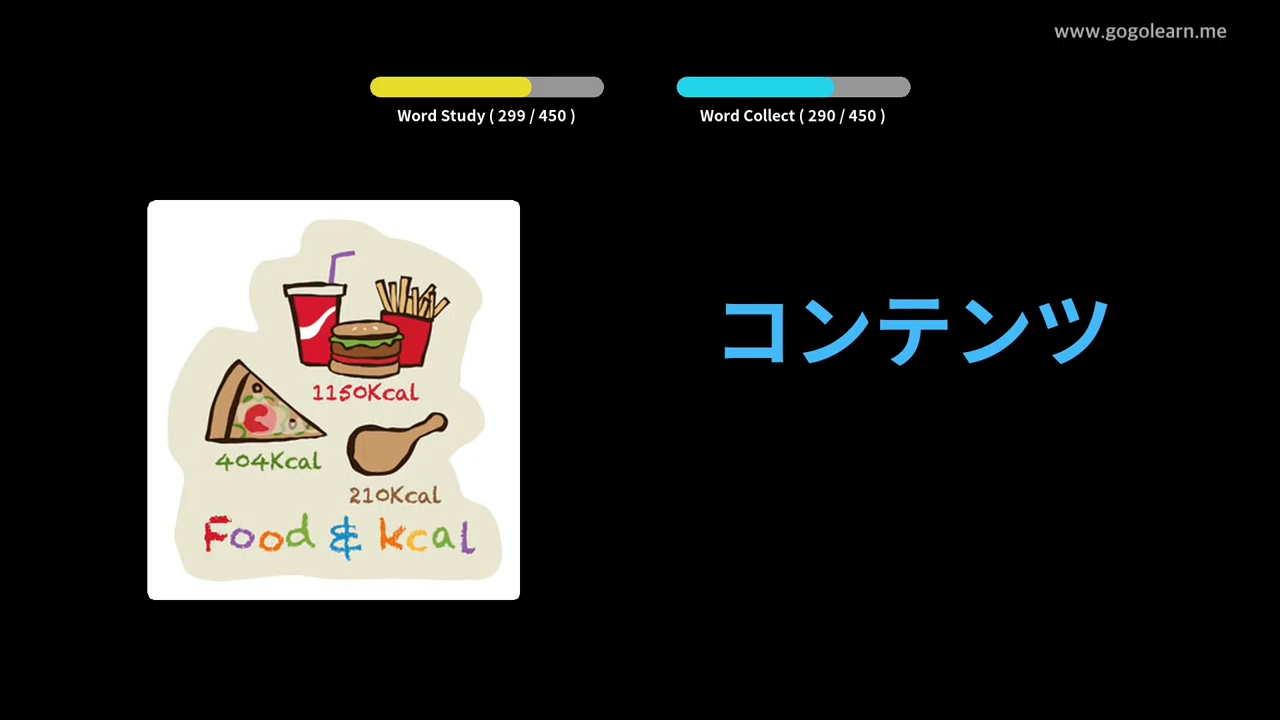 www.gogolearn.me
Word Study ( 299 / 450 )
Word Collect ( 290 / 450 )
コンテンツ
1150Kcal
404Kcal
210Kcal
Food & kcal